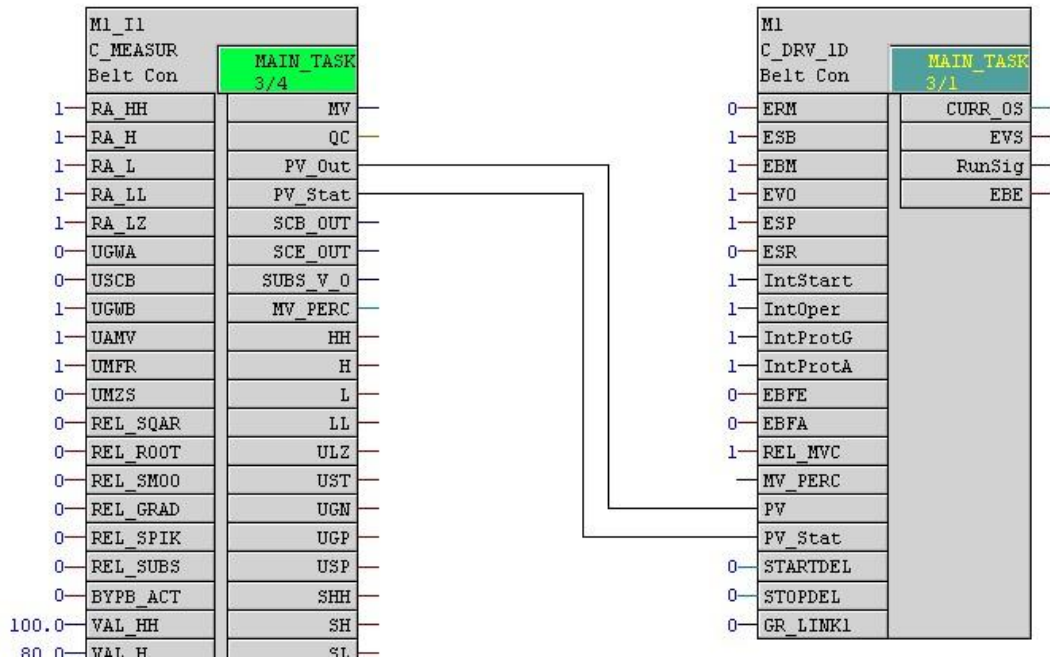 M1_I1
C_MEASUR
Belt Con
MAIN_TASK
3/4
1 RA_HH MV
1 RA_H QC
1 RA_L PV_Out
1 RA_LL PV_Stat
1 RA_LZ SCB_OUT
0 UGWA SCE_OUT
0 USCB SUBS_V_O
1 UGWB MV_PERC
1 UAMV HH
1 UMFR H
0 UMZS L
0 REL_SQAR LL
0 REL_ROOT ULZ
0 REL_SMOO UST
0 REL_GRAD UGN
0 REL_SPIK UGP
0 REL_SUBS USP
0 BYPB_ACT SHH
100.0 VAL_HH SH
80.0 VAL_H SL
M1
C_DRV_1D
Belt Con
MAIN_TASK
3/1
0 ERM CURR_OS
1 ESB EVS
1 EBM RunSig
1 EVO EBE
1 ESP
0 ESR
1 IntStart
1 IntOper
1 IntProtG
1 IntProtA
0 EBFE
0 EBFA
1 REL_MVC
MV_PERC
PV
PV_Stat
0 STARTDEL
0 STOPDEL
0 GR_LINK1